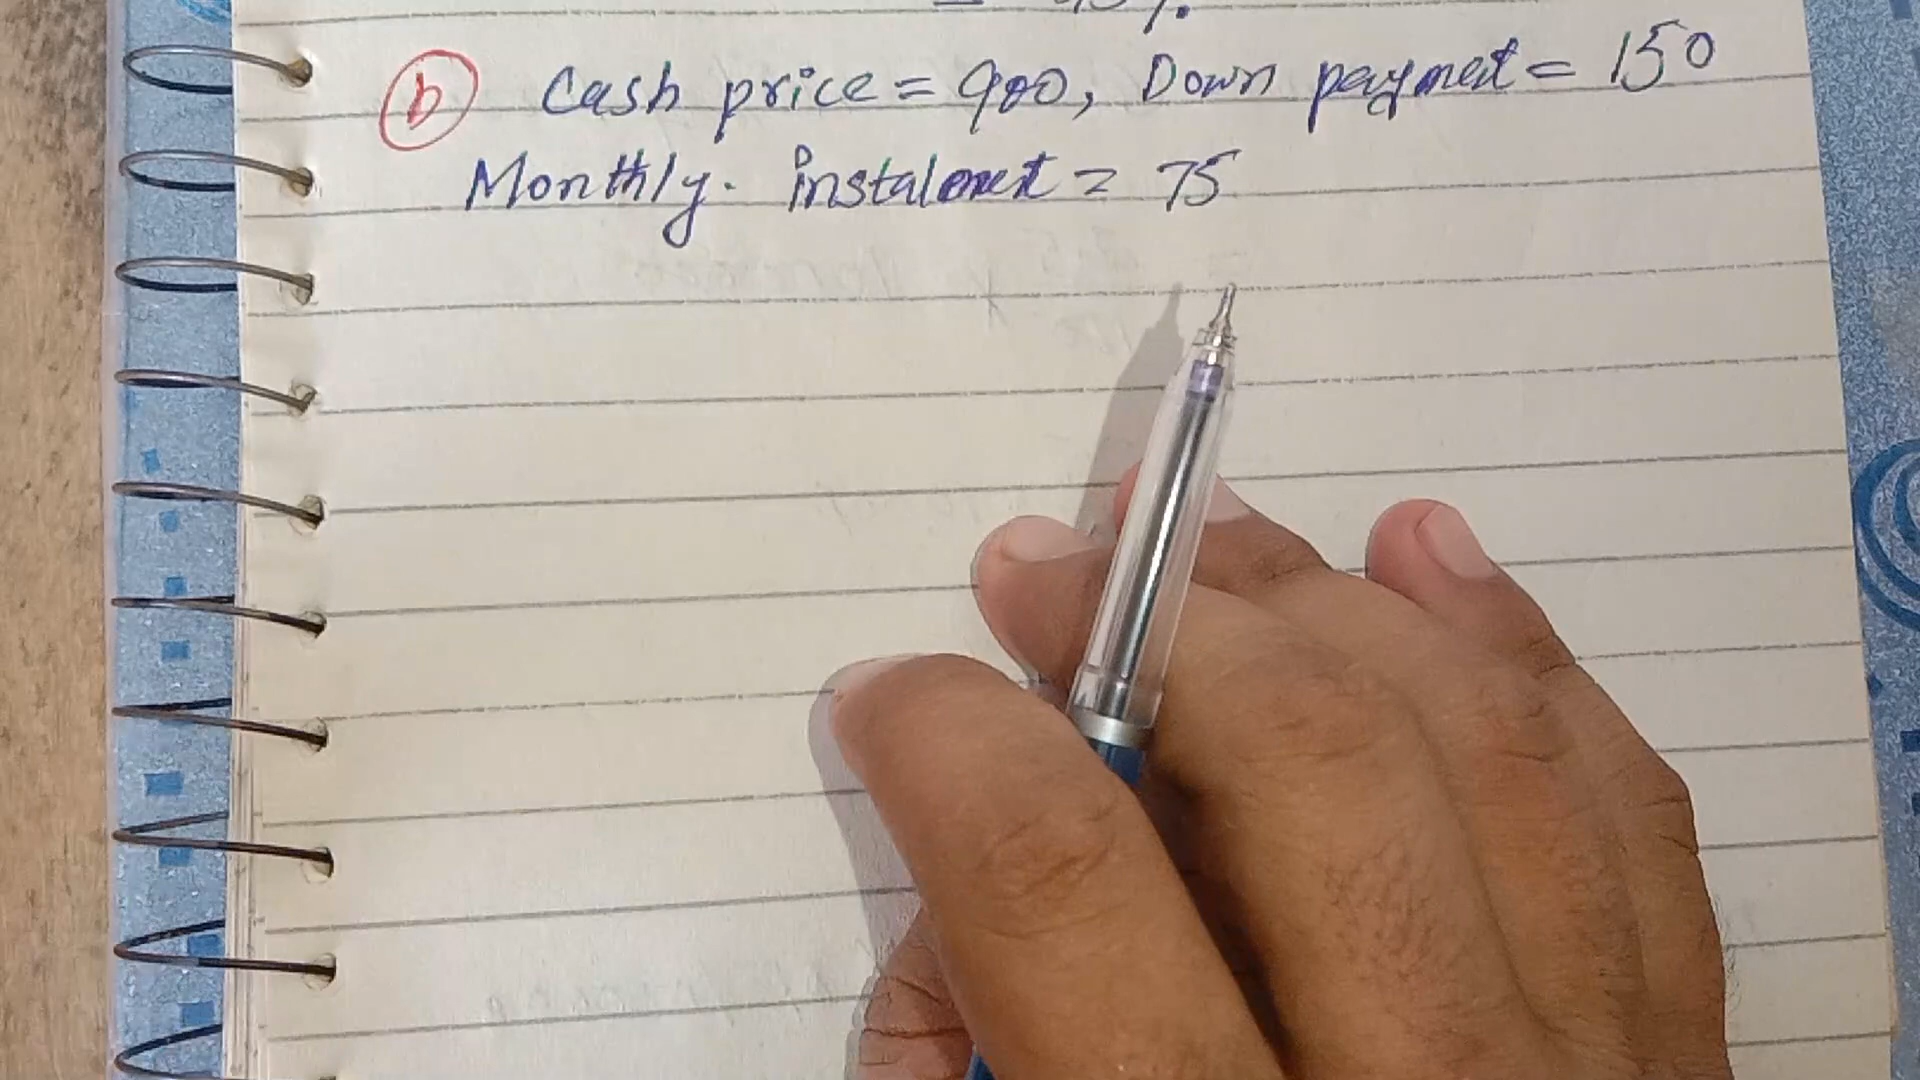 b Cash price = 900, Down payment = 150
Monthly. instalment = 75